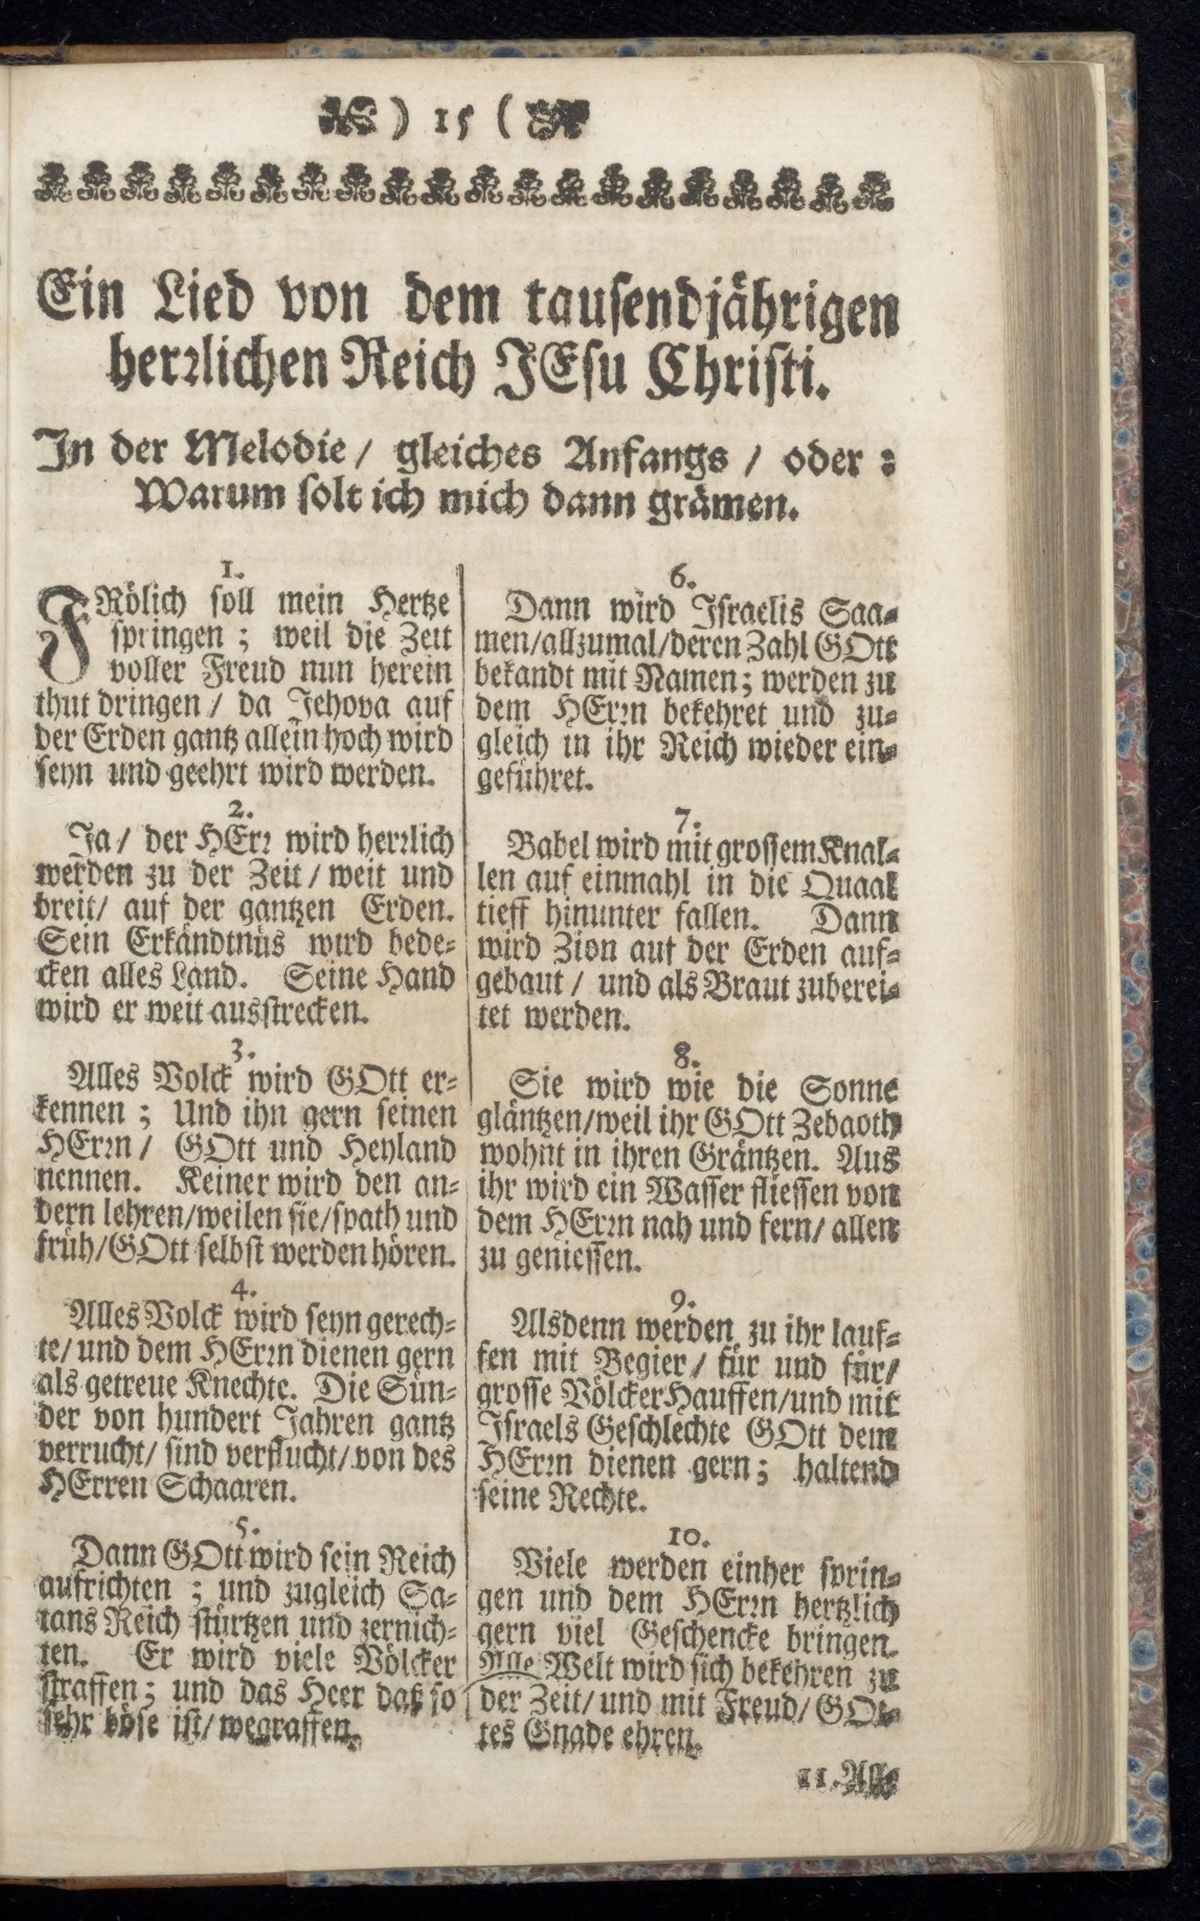 ) 15 (
Ein Lied von dem tausendjährigen
herrlichen Reich JEsu Christi.
In der Melodie / gleiches Anfangs / oder :
Warum solt ich mich dann grämen.
1.
FRölich soll mein Hertze
springen ; weil die Zeit
voller Freud nun herein
thut dringen / da Jehova auf
der Erden gantz allein hoch wird
seyn und geehrt wird werden.
2.
Ja / der HErr wird herrlich
werden zu der Zeit / weit und
breit / auf der gantzen Erden.
Sein Erkändtnüs wird bede-
cken alles Land. Seine Hand
wird er weit ausstrecken.
3.
Alles Volck wird GOtt er-
kennen ; Und ihn gern seinen
HErrn / GOtt und Heyland
nennen. Keiner wird den an-
dern lehren/weilen sie/spath und
früh/GOtt selbst werden hören.
4.
Alles Volck wird seyn gerech-
te/ und dem HErrn dienen gern
als getreue Knechte. Die Sün-
der von hundert Jahren gantz
verrucht/ sind verflucht/ von des
HErren Schaaren.
5.
Dann GOtt wird sein Reich
aufrichten ; und zugleich Sa-
tans Reich stürtzen und zernich-
ten. Er wird viele Völcker
straffen ; und das Heer daß so
sehr böse ist/ wegraffen.
6.
Dann wird Israelis Saa-
men/allzumal/deren Zahl GOtt
bekandt mit Namen; werden zu
dem HErrn bekehret und zu-
gleich in ihr Reich wieder ein-
geführet.
7.
Babel wird mit grossem Knal-
len auf einmahl in die Quaal
tieff hinunter fallen. Dann
wird Zion auf der Erden auf-
gebaut / und als Braut zuberei-
tet werden.
8.
Sie wird wie die Sonne
gläntzen/weil ihr GOtt Zebaoth
wohnt in ihren Gräntzen. Aus
ihr wird ein Wasser fliessen von
dem HErrn nah und fern/ allen
zu geniessen.
9.
Alsdenn werden zu ihr lauf-
fen mit Begier / für und für/
grosse Völcker Hauffen/und mit
Israels Geschlechte GOtt dem
HErrn dienen gern ; haltend
seine Rechte.
10.
Viele werden einher sprin-
gen und dem HErrn hertzlich
gern viel Geschencke bringen.
Alle Welt wird sich bekehren zu
der Zeit/ und mit Freud/ GOt-
tes Gnade ehren.
11. All-